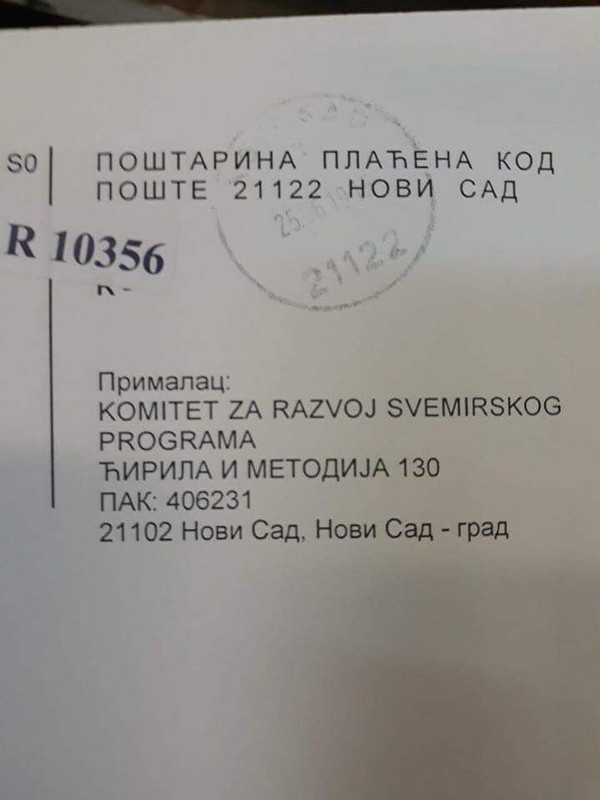 S0
ПОШТАРИНА ПЛАЋЕНА КОД
ПОШТЕ 21122 НОВИ САД
R 10356
21122
Прималац:
KOMITET ZA RAZVOJ SVEMIRSKOG
PROGRAMA
ЋИРИЛА И МЕТОДИЈА 130
ПАК: 406231
21102 Нови Сад, Нови Сад - град